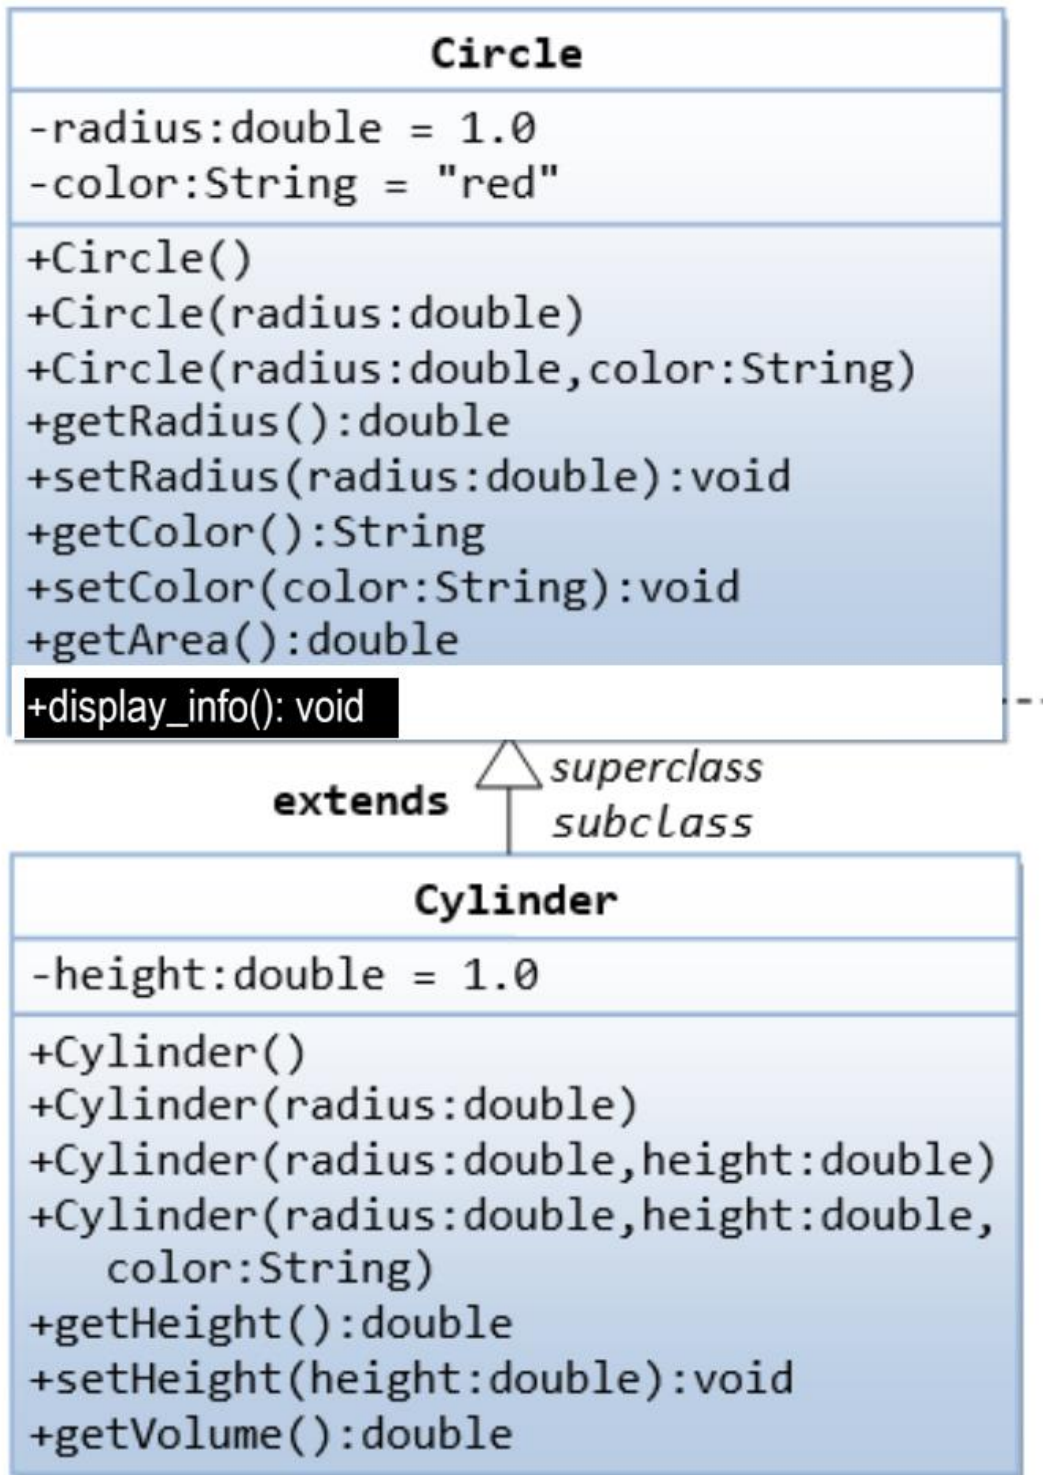 Circle
-radius:double = 1.0
-color:String = "red"
+Circle()
+Circle(radius:double)
+Circle(radius:double,color:String)
+getRadius():double
+setRadius(radius:double):void
+getColor():String
+setColor(color:String):void
+getArea():double
+display_info(): void
superclass
extends
subclass
Cylinder
-height:double = 1.0
+Cylinder()
+Cylinder(radius:double)
+Cylinder(radius:double,height:double)
+Cylinder(radius:double,height:double,
color:String)
+getHeight():double
+setHeight(height:double):void
+getVolume():double